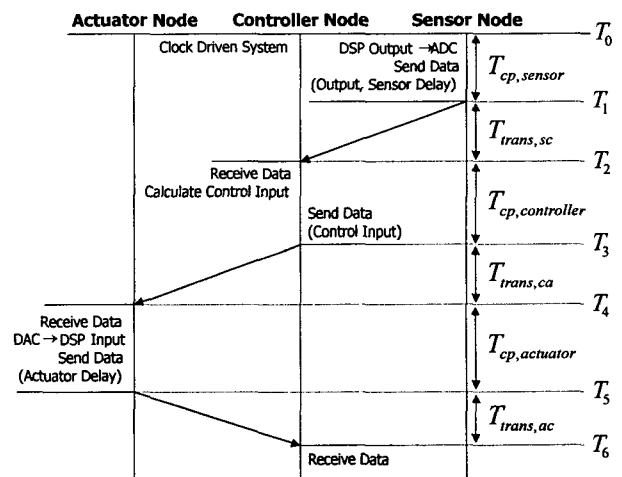 Actuator Node Controller Node Sensor Node
T0
Clock Driven System
DSP Output →ADC
Send Data
(Output, Sensor Delay)
Tcp,sensor
T1
Ttrans,sc
T2
Receive Data
Calculate Control Input
Tcp,controller
Send Data
(Control Input)
T3
Ttrans,ca
T4
Receive Data
DAC→DSP Input
Send Data
(Actuator Delay)
Tcp,actuator
T5
Ttrans,ac
T6
Receive Data